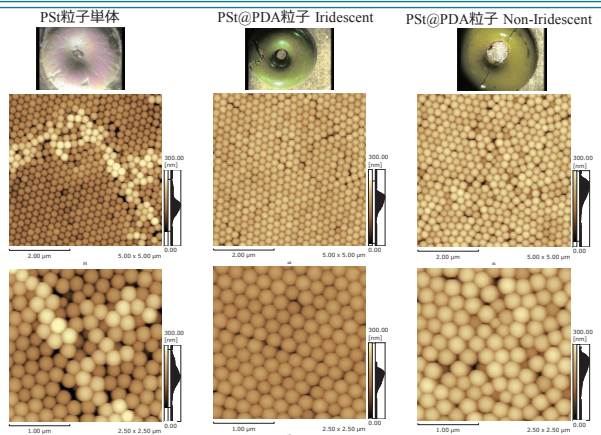 PSt粒子単体
PSt@PDA粒子 Iridescent
PSt@PDA粒子 Non-Iridescent
300.00
[nm]
0.00
2.00 µm
5.00 x 5.00 µm
300.00
[nm]
0.00
2.00 µm
5.00 x 5.00 µm
300.00
[nm]
0.00
2.00 µm
5.00 x 5.00 µm
300.00
[nm]
0.00
1.00 µm
2.50 x 2.50 µm
300.00
[nm]
0.00
1.00 µm
2.50 x 2.50 µm
300.00
[nm]
0.00
1.00 µm
2.50 x 2.50 µm